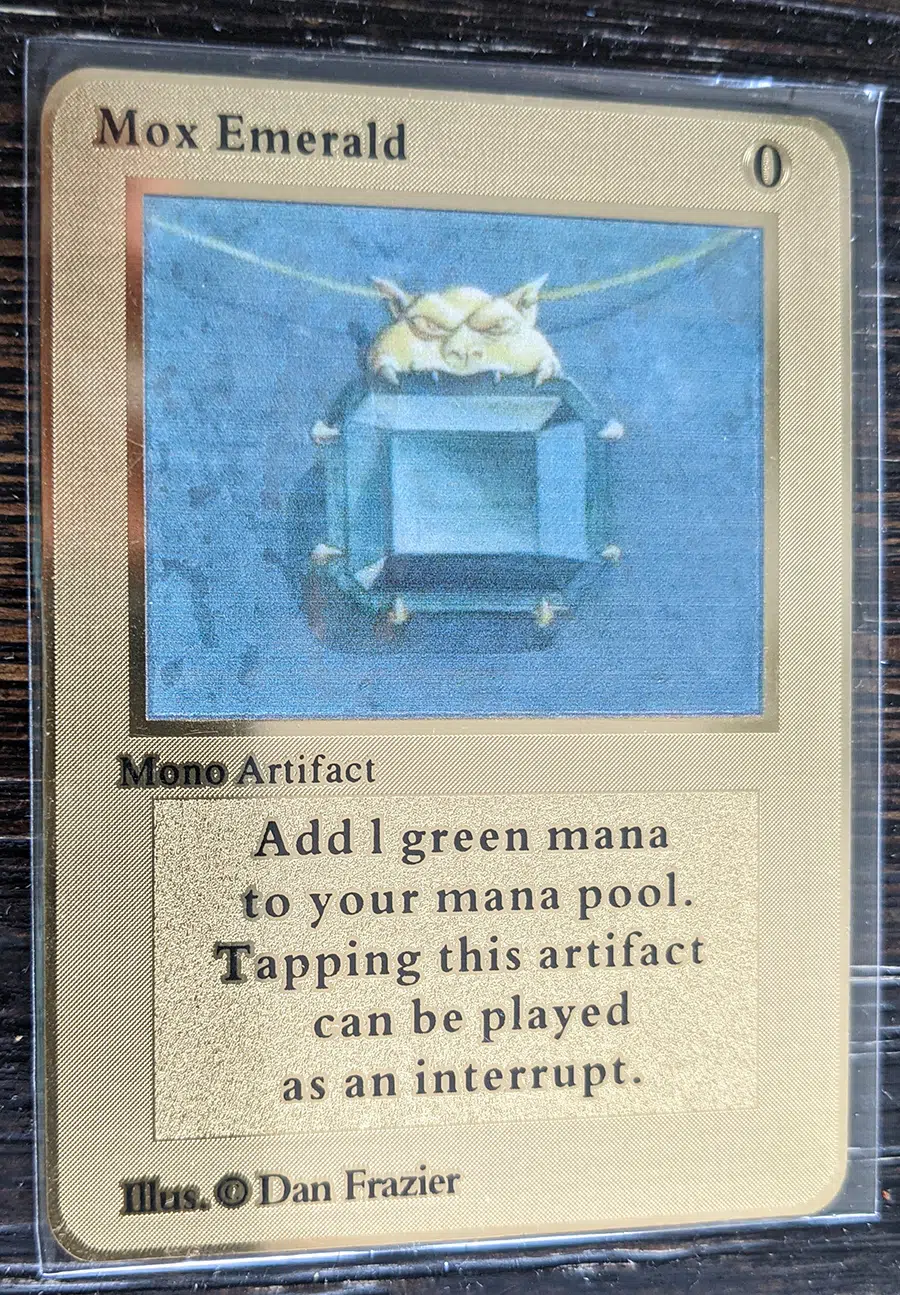 Mox Emerald
0
Mono Artifact
Add 1 green mana
to your mana pool.
Tapping this artifact
can be played
as an interrupt.
Illus. © Dan Frazier